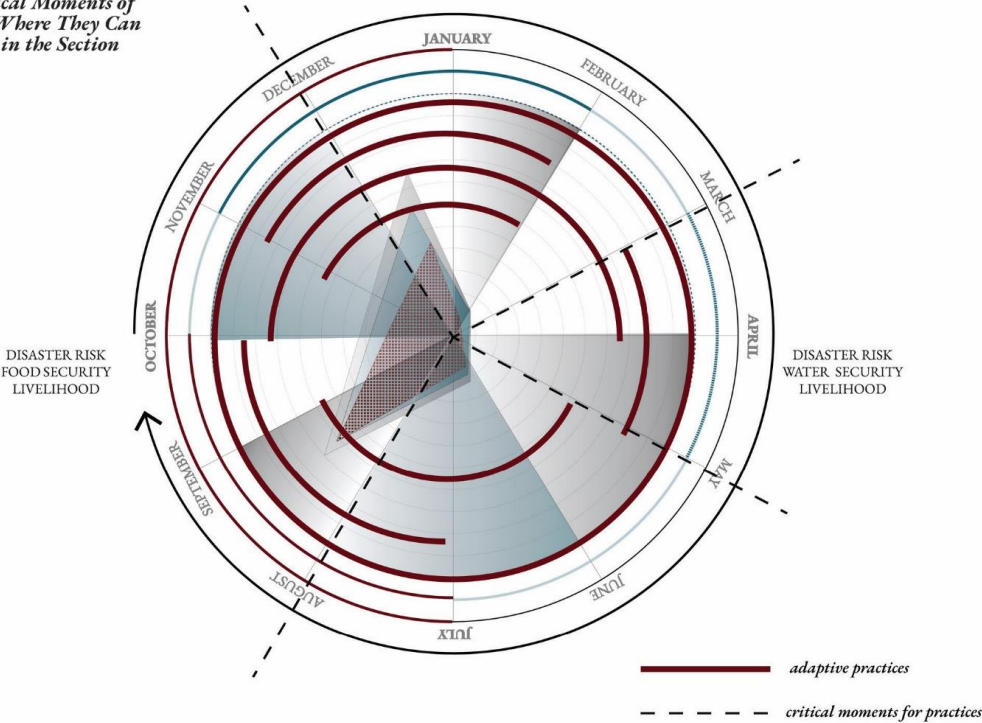 cal Moments of
Where They Can
in the Section
JANUARY
FEBRUARY
MARCH
APRIL
MAY
JUNE
JULY
AUGUST
SEPTEMBER
OCTOBER
NOVEMBER
DECEMBER
DISASTER RISK
FOOD SECURITY
LIVELIHOOD
DISASTER RISK
WATER SECURITY
LIVELIHOOD
adaptive practices
critical moments for practices